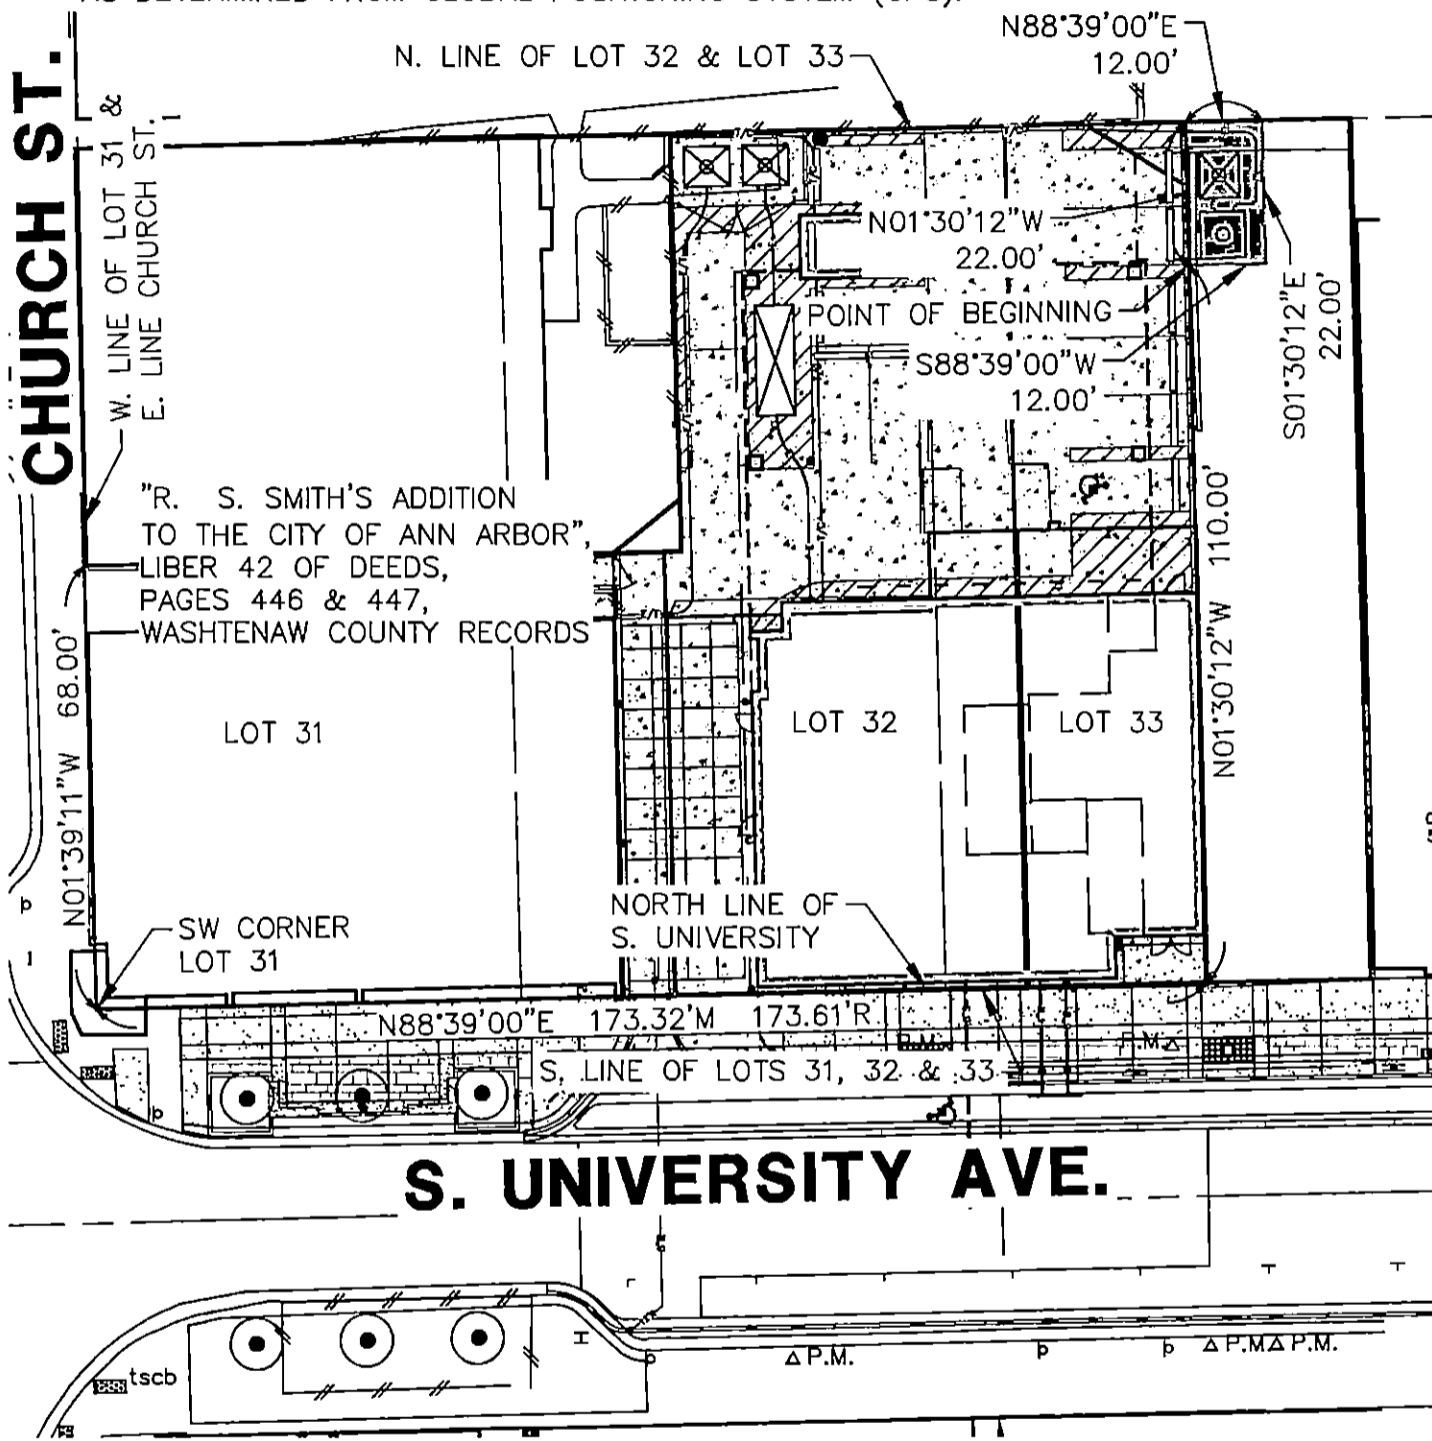 N88°39'00"E
12.00'
N. LINE OF LOT 32 & LOT 33
CHURCH ST.
W. LINE OF LOT 31 &
E. LINE CHURCH ST.
N01°30'12"W
22.00'
POINT OF BEGINNING
S88°39'00"W
12.00'
S01°30'12"E
22.00'
"R. S. SMITH'S ADDITION
TO THE CITY OF ANN ARBOR",
LIBER 42 OF DEEDS,
PAGES 446 & 447,
WASHTENAW COUNTY RECORDS
N01°39'11"W 68.00'
N01°30'12"W 110.00'
LOT 31
LOT 32
LOT 33
SW CORNER
LOT 31
NORTH LINE OF
S. UNIVERSITY
N88°39'00"E 173.32'M 173.61'R
S. LINE OF LOTS 31, 32 & 33
S. UNIVERSITY AVE.
P.M.
P.M.
P.M.
tscb